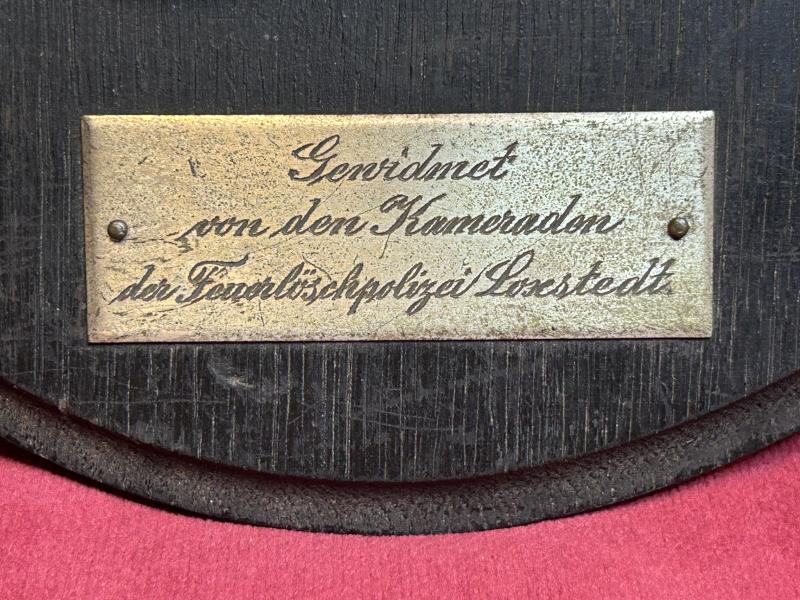 Gewidmet
von den Kameraden
der Feuerlöschpolizei Loxstedt.